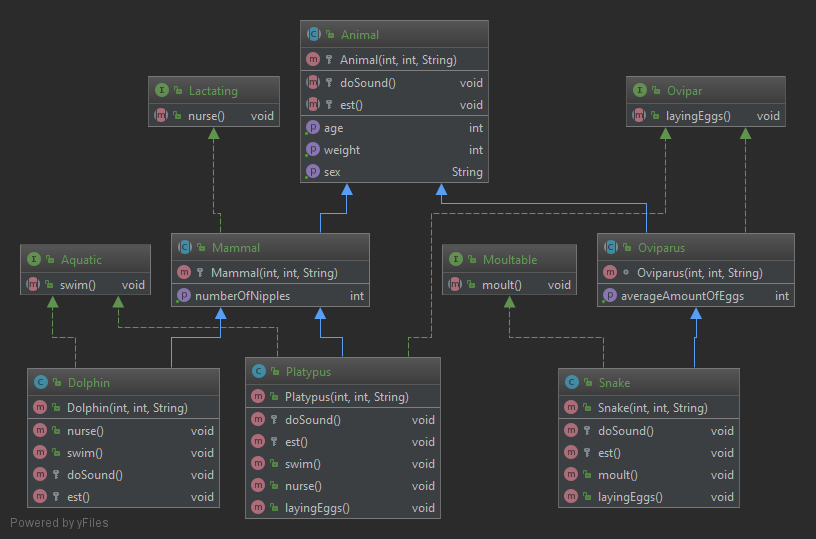 Animal
Animal(int, int, String)
doSound() void
est() void
age int
weight int
sex String
Lactating
nurse() void
Ovipar
layingEggs() void
Aquatic
swim() void
Mammal
Mammal(int, int, String)
numberOfNipples int
Moultable
moult() void
Oviparus
Oviparus(int, int, String)
averageAmountOfEggs int
Dolphin
Dolphin(int, int, String)
nurse() void
swim() void
doSound() void
est() void
Platypus
Platypus(int, int, String)
doSound() void
est() void
swim() void
nurse() void
layingEggs() void
Snake
Snake(int, int, String)
doSound() void
est() void
moult() void
layingEggs() void
Powered by yFiles